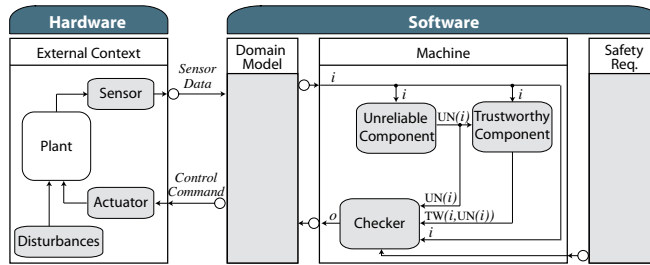 Hardware
Software
External Context
Domain Model
Machine
Safety Req.
Sensor
Sensor Data
i
i
i
Unreliable Component
UN(i)
Trustworthy Component
Plant
Control Command
Actuator
UN(i)
TW(i,UN(i))
o
Checker
i
Disturbances